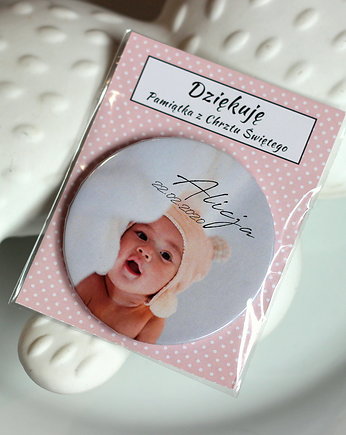 Dziękuję
Pamiątka z Chrztu Świętego
Alicja
22.02.2020